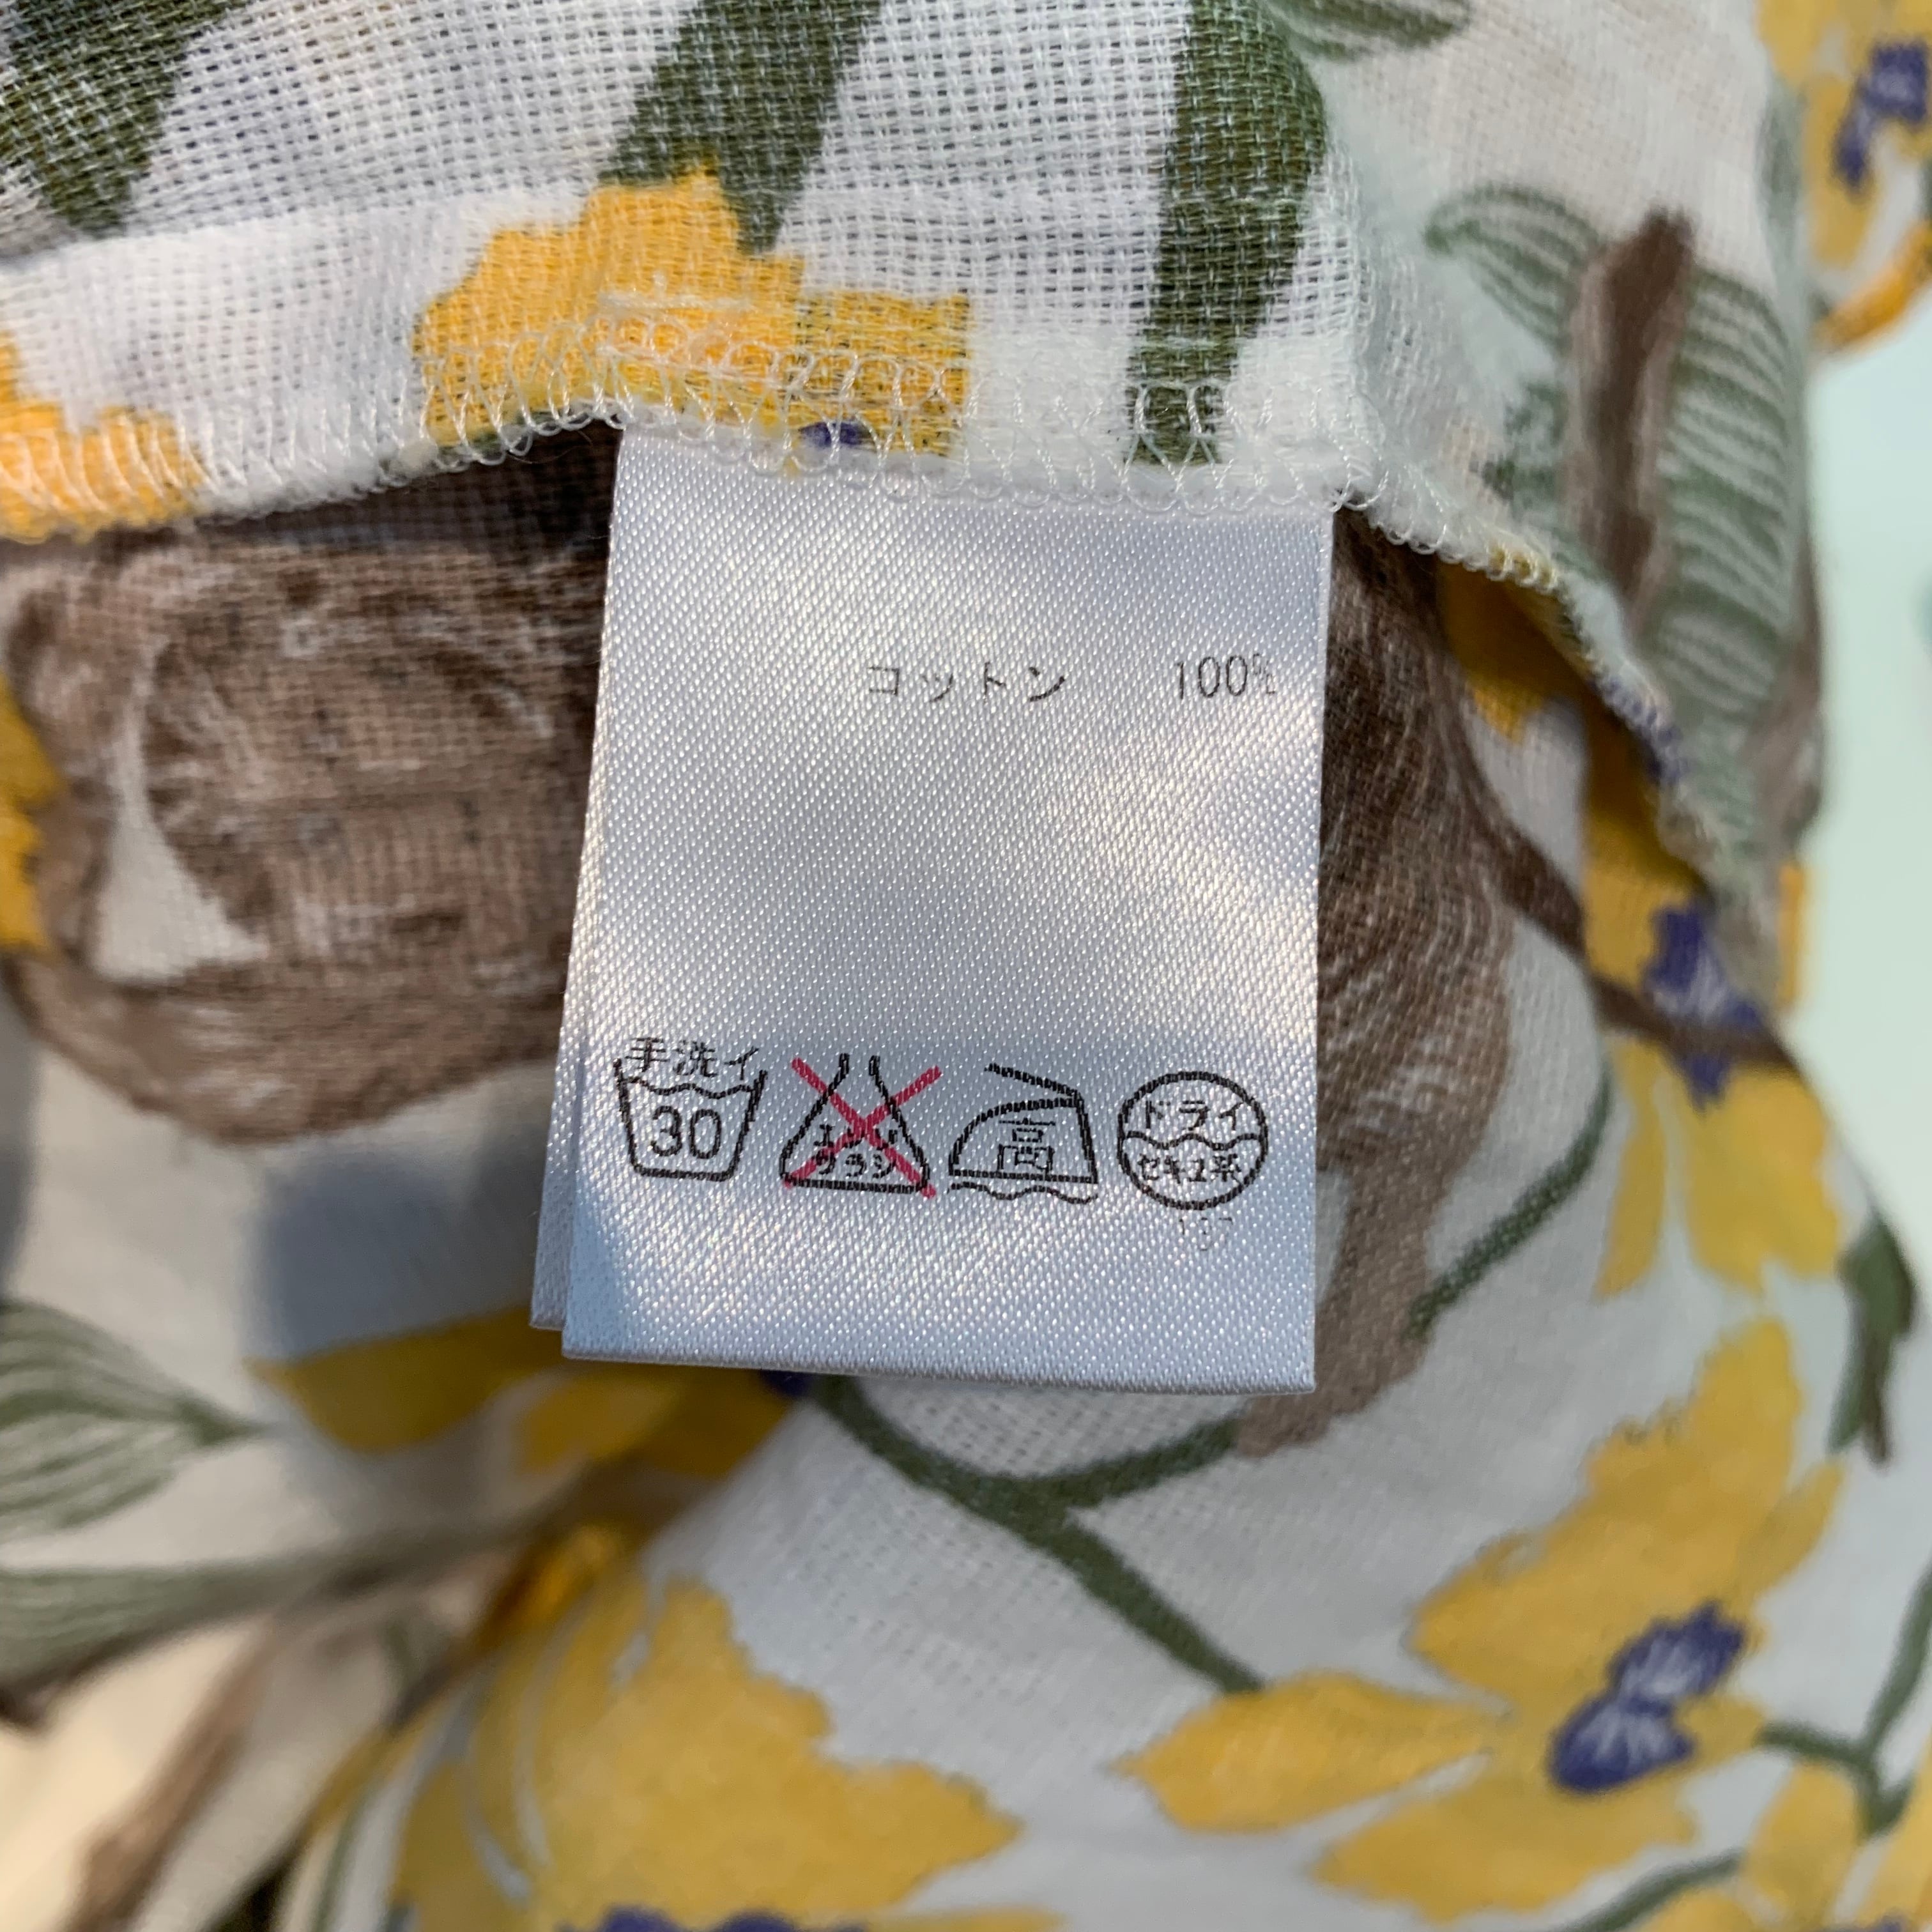 コットン 100%
手洗イ
30
エンソ
サラシ
高
ドライ
セキユ系